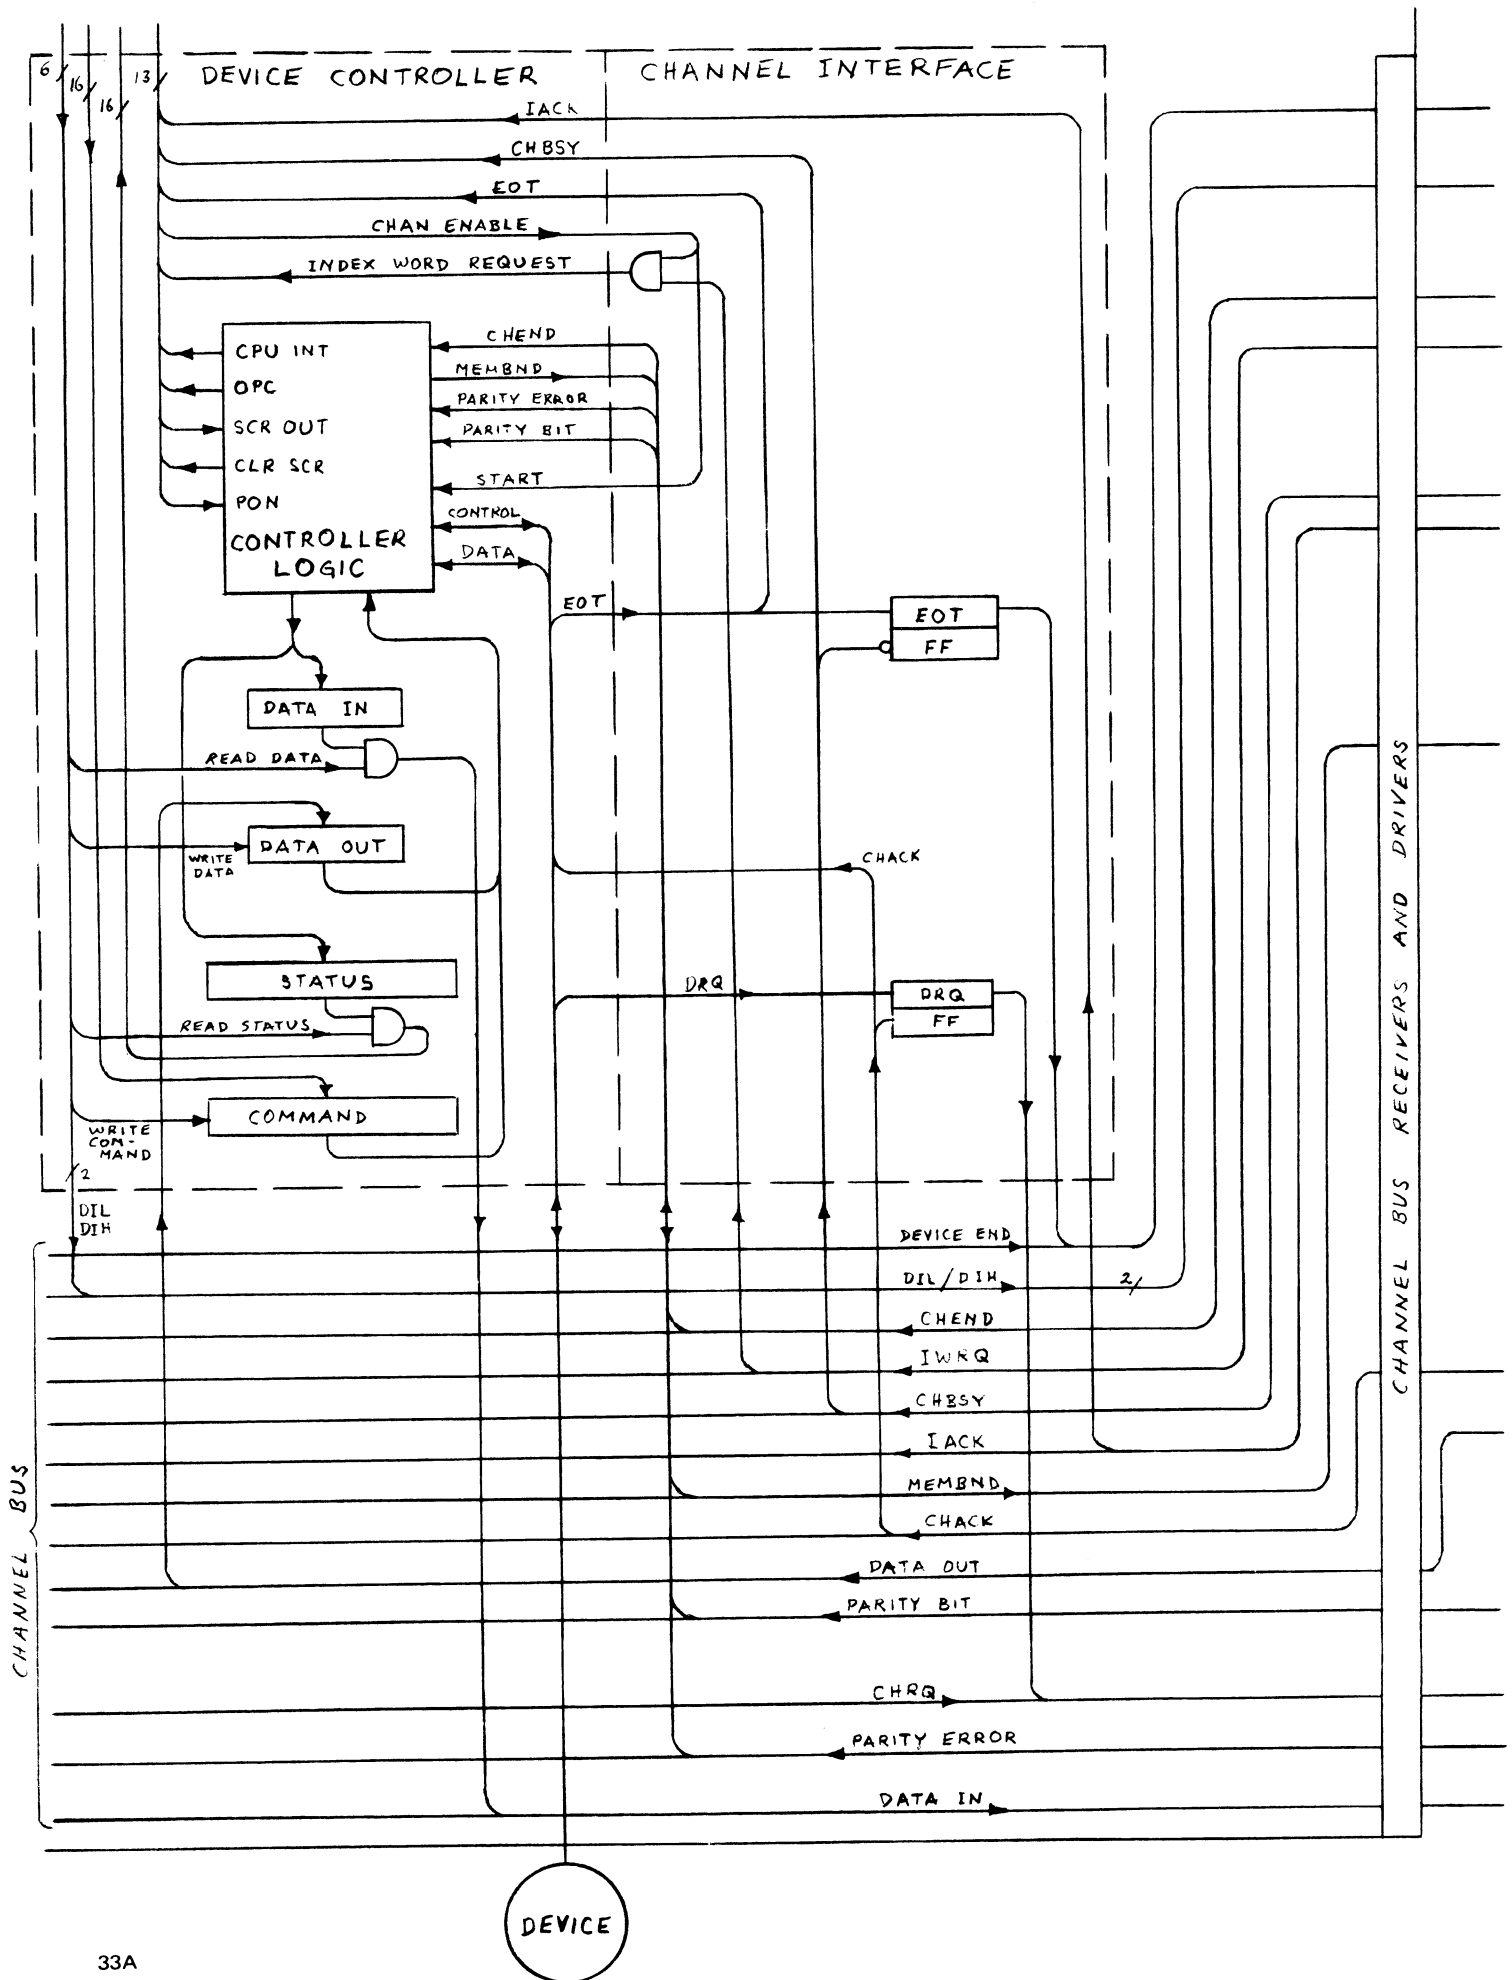 6
16
16
13
DEVICE CONTROLLER
CHANNEL INTERFACE
IACK
CHBSY
EOT
CHAN ENABLE
INDEX WORD REQUEST
CPU INT
OPC
SCR OUT
CLR SCR
PON
CONTROLLER
LOGIC
CHEND
MEMBND
PARITY ERROR
PARITY BIT
START
CONTROL
DATA
EOT
EOT
FF
DATA IN
READ DATA
DATA OUT
WRITE
DATA
CHACK
STATUS
READ STATUS
DRQ
DRQ
FF
COMMAND
WRITE
COM-
MAND
2
DIL
DIH
DEVICE END
DIL/DIH
2
CHEND
IWRQ
CHBSY
IACK
MEMBND
CHACK
DATA OUT
PARITY BIT
CHRQ
PARITY ERROR
DATA IN
CHANNEL BUS
CHANNEL BUS RECEIVERS AND DRIVERS
DEVICE
33A